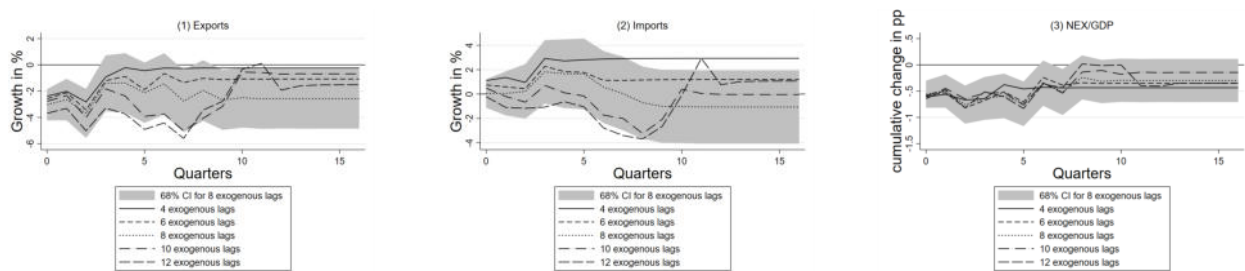 (1) Exports
Growth in %
2
0
-2
-4
-6
0
5
10
15
Quarters
68% CI for 8 exogenous lags
4 exogenous lags
6 exogenous lags
8 exogenous lags
10 exogenous lags
12 exogenous lags
(2) Imports
Growth in %
4
2
0
-2
-4
0
5
10
15
Quarters
68% CI for 8 exogenous lags
4 exogenous lags
6 exogenous lags
8 exogenous lags
10 exogenous lags
12 exogenous lags
(3) NEX/GDP
cumulative change in pp
.5
0
-.5
-1
-1.5
0
5
10
15
Quarters
68% CI for 8 exogenous lags
4 exogenous lags
6 exogenous lags
8 exogenous lags
10 exogenous lags
12 exogenous lags